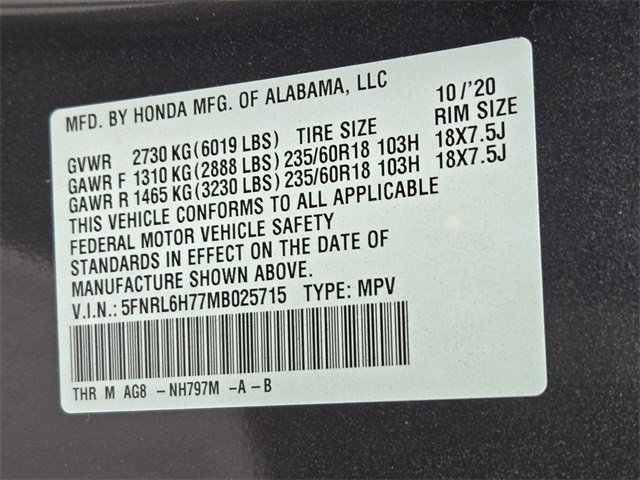 MFD. BY HONDA MFG. OF ALABAMA, LLC 10/'20
GVWR 2730 KG (6019 LBS) TIRE SIZE RIM SIZE
GAWR F 1310 KG (2888 LBS) 235/60R18 103H 18X7.5J
GAWR R 1465 KG (3230 LBS) 235/60R18 103H 18X7.5J
THIS VEHICLE CONFORMS TO ALL APPLICABLE
FEDERAL MOTOR VEHICLE SAFETY
STANDARDS IN EFFECT ON THE DATE OF
MANUFACTURE SHOWN ABOVE.
V.I.N.: 5FNRL6H77MB025715 TYPE: MPV
THR M AG8 -NH797M -A-B